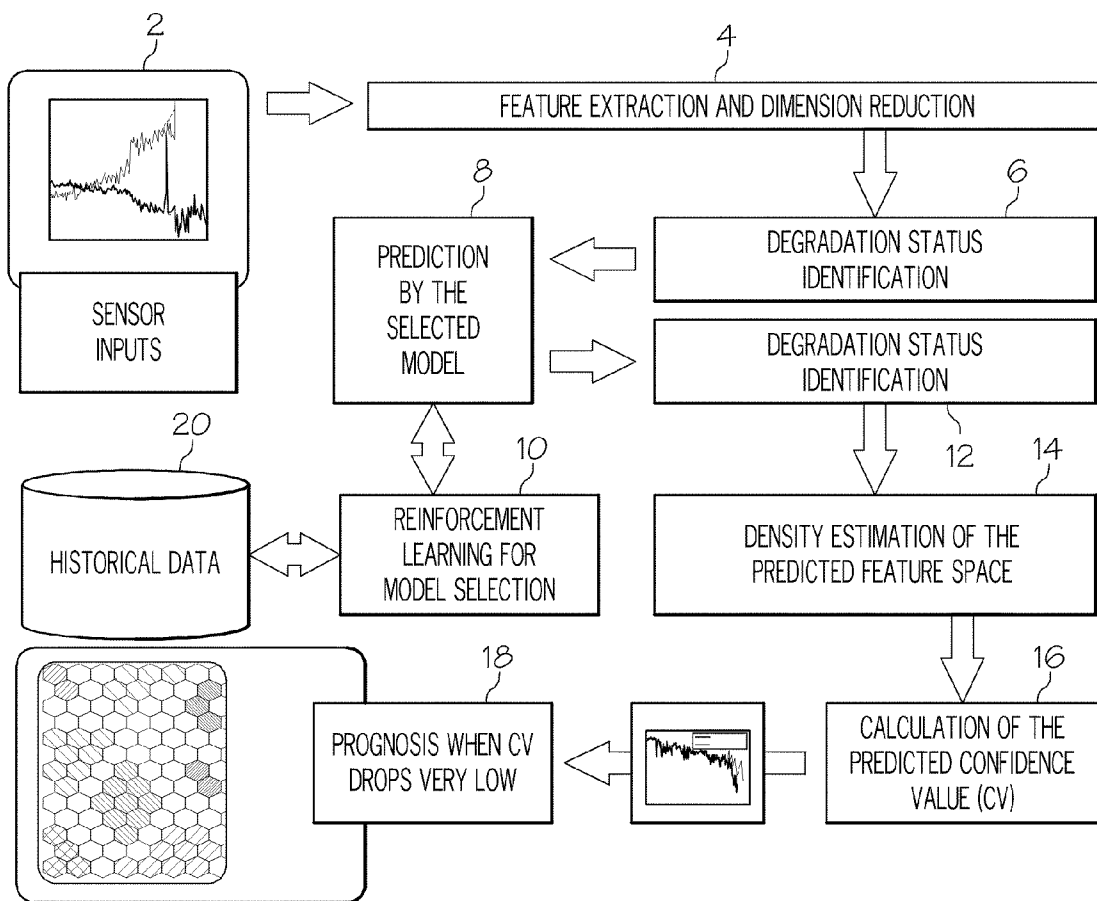 2
4
FEATURE EXTRACTION AND DIMENSION REDUCTION
8
6
PREDICTION
BY THE
SELECTED
MODEL
DEGRADATION STATUS
IDENTIFICATION
SENSOR
INPUTS
DEGRADATION STATUS
IDENTIFICATION
12
20
HISTORICAL DATA
10
REINFORCEMENT
LEARNING FOR
MODEL SELECTION
14
DENSITY ESTIMATION OF THE
PREDICTED FEATURE SPACE
18
PROGNOSIS WHEN CV
DROPS VERY LOW
16
CALCULATION OF THE
PREDICTED CONFIDENCE
VALUE (CV)